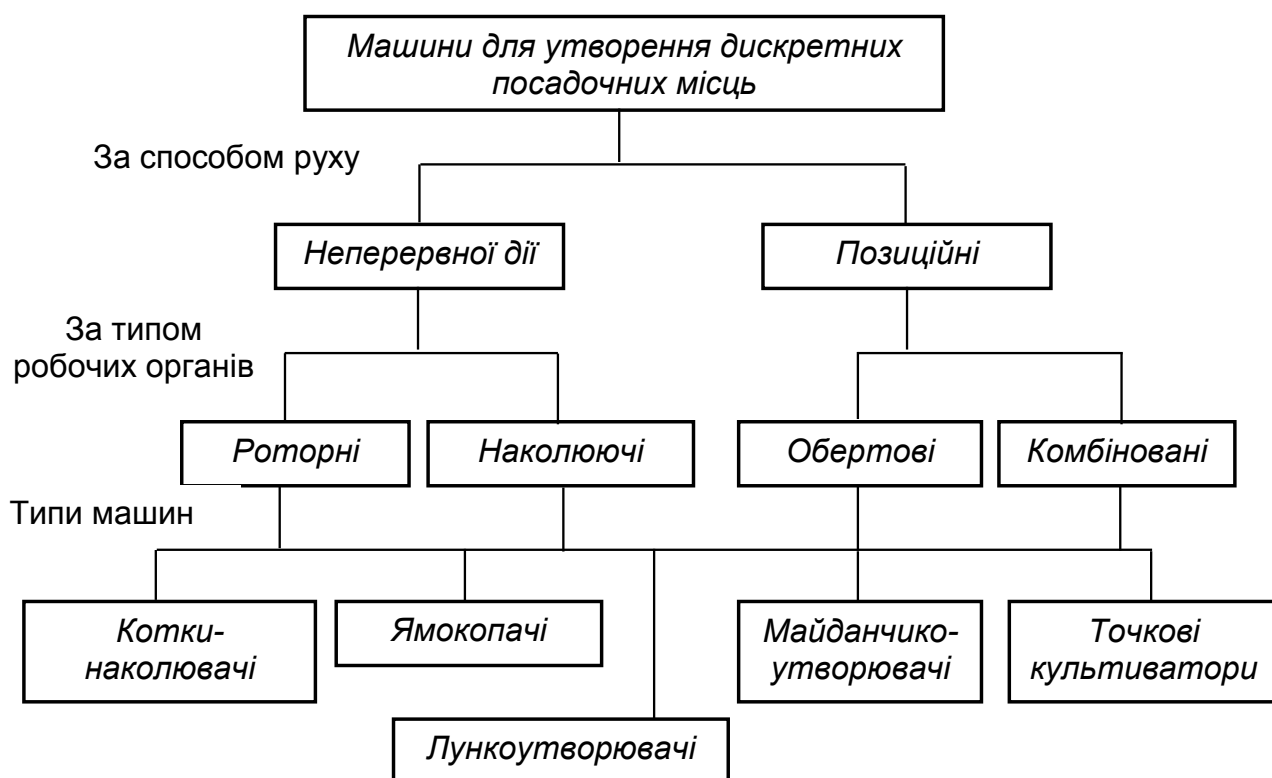 Машини для утворення дискретних
посадочних місць
За способом руху
Неперервної дії
Позиційні
За типом
робочих органів
Роторні
Наколюючі
Обертові
Комбіновані
Типи машин
Котки-
наколювачі
Ямокопачі
Майданчико-
утворювачі
Точкові
культиватори
Лункоутворювачі